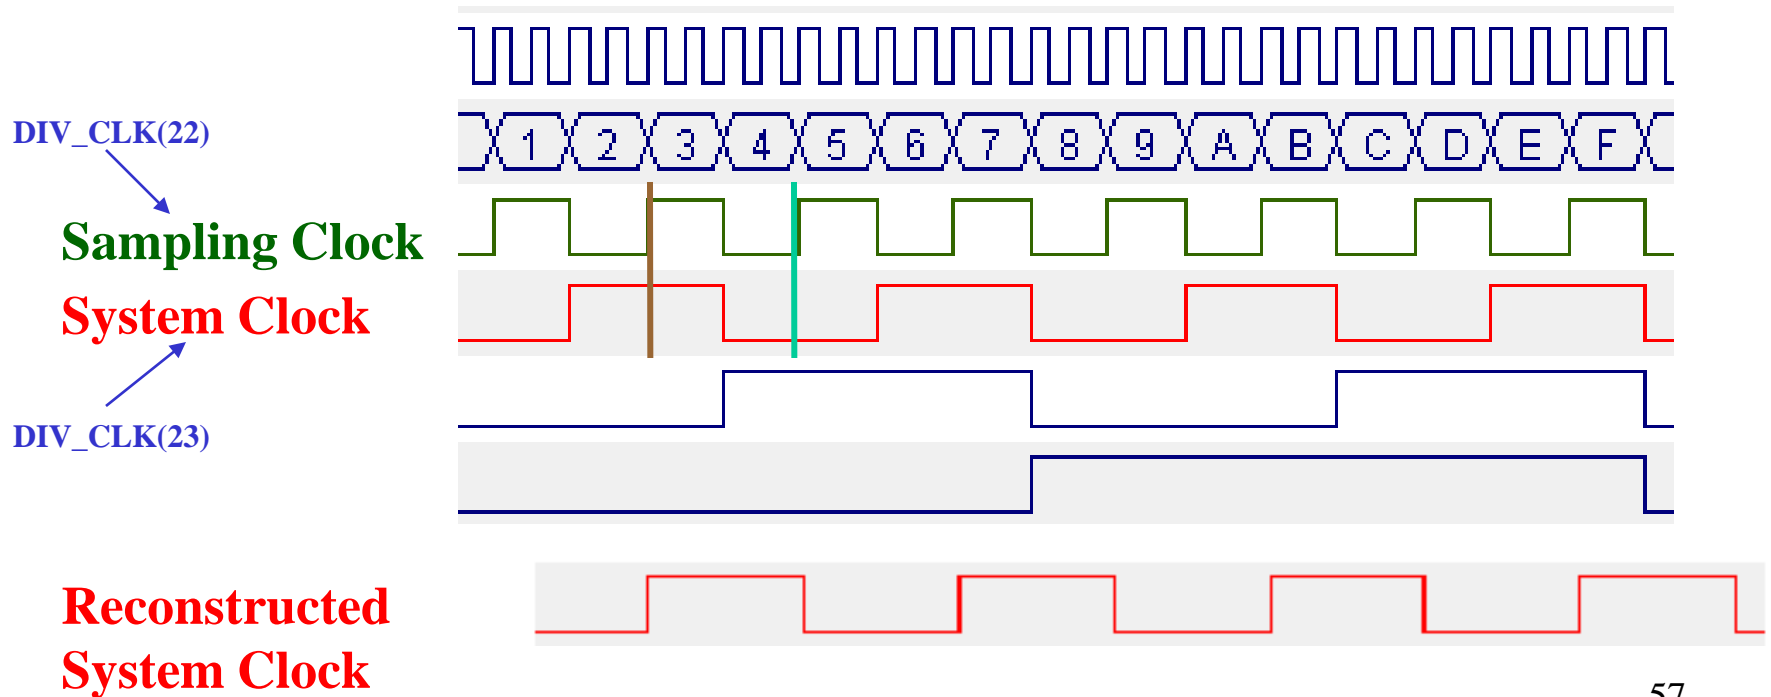 DIV_CLK(22)
1 2 3 4 5 6 7 8 9 A B C D E F
Sampling Clock
System Clock
DIV_CLK(23)
Reconstructed
System Clock
57